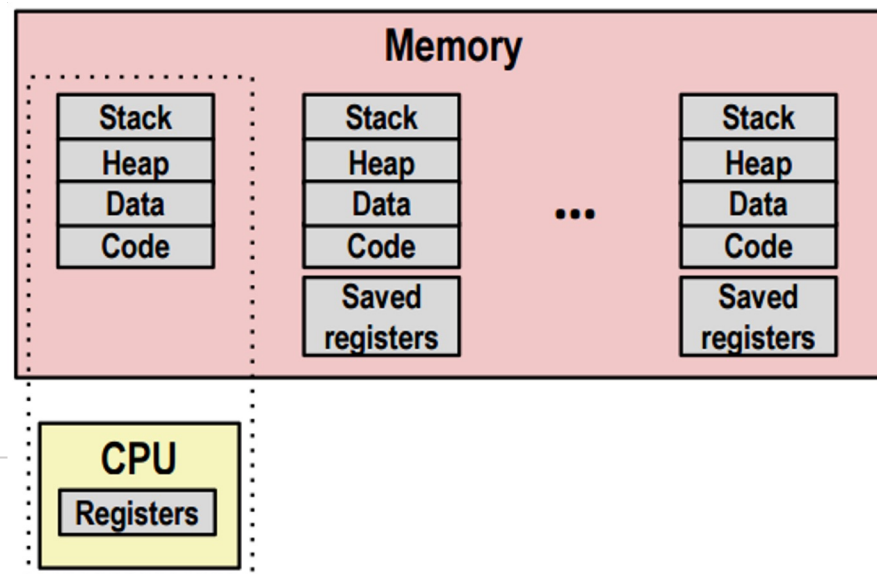 Memory
Stack
Heap
Data
Code
Stack
Heap
Data
Code
Saved
registers
...
Stack
Heap
Data
Code
Saved
registers
CPU
Registers